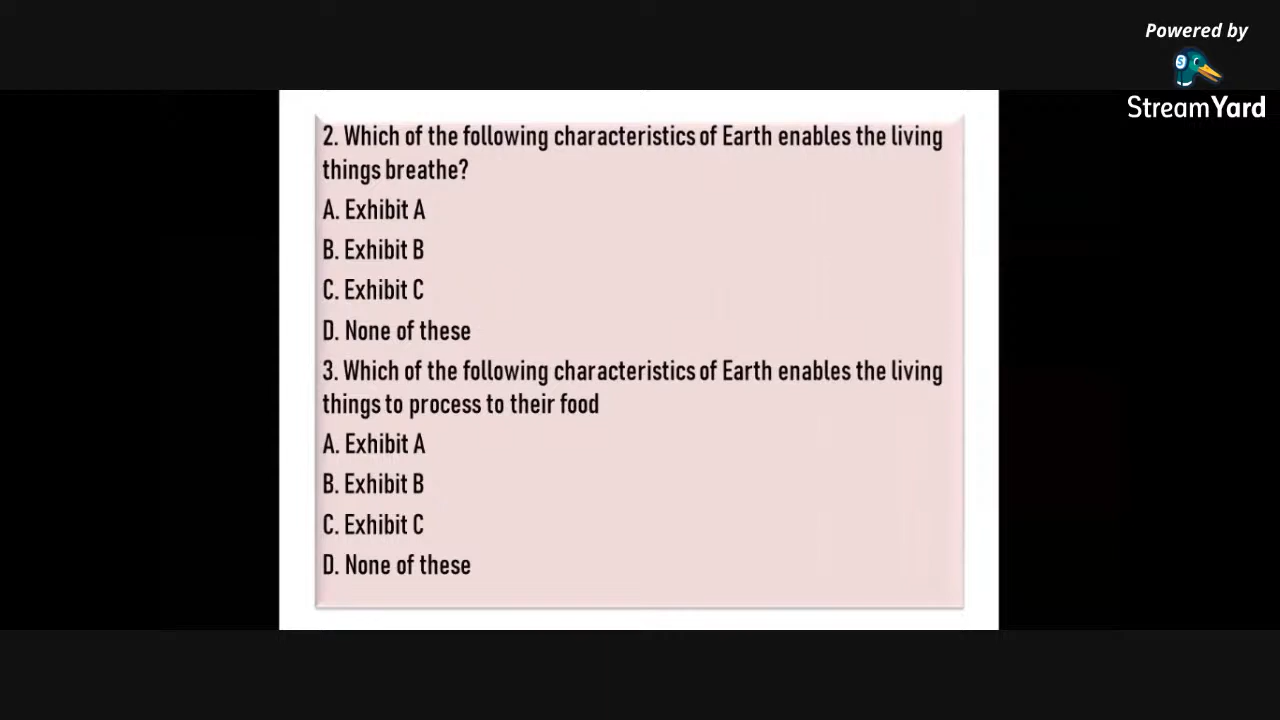 Powered by
StreamYard
2. Which of the following characteristics of Earth enables the living
things breathe?
A. Exhibit A
B. Exhibit B
C. Exhibit C
D. None of these
3. Which of the following characteristics of Earth enables the living
things to process to their food
A. Exhibit A
B. Exhibit B
C. Exhibit C
D. None of these